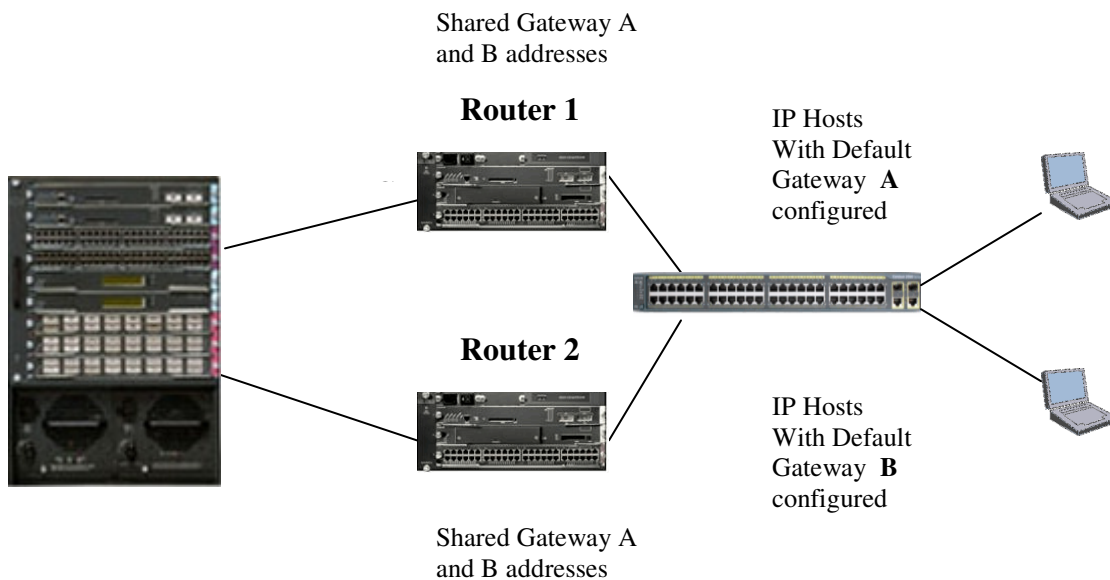 Shared Gateway A
and B addresses
Router 1
IP Hosts
With Default
Gateway A
configured
Router 2
IP Hosts
With Default
Gateway B
configured
Shared Gateway A
and B addresses